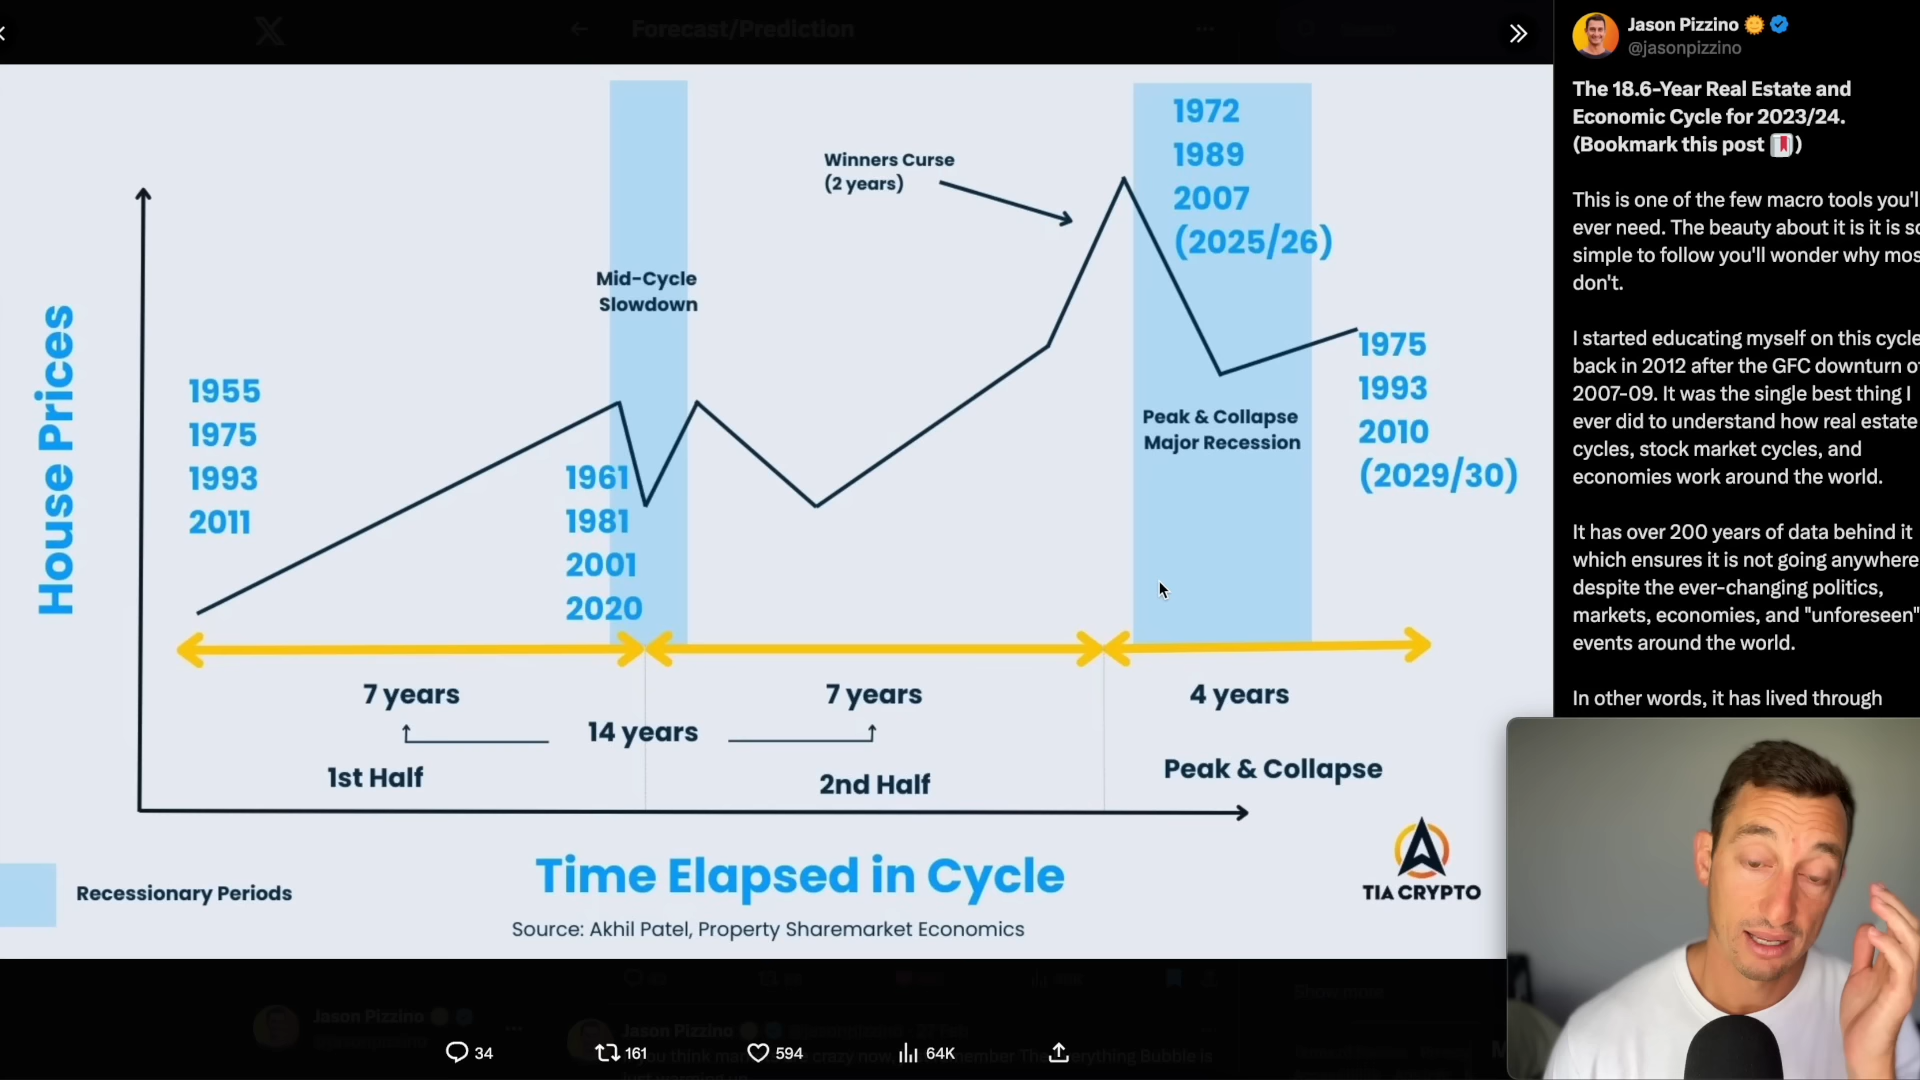 Forecast/Prediction
Winners Curse
(2 years)
Mid-Cycle
Slowdown
1972
1989
2007
(2025/26)
House Prices
1955
1975
1993
2011
1961
1981
2001
2020
Peak & Collapse
Major Recession
1975
1993
2010
(2029/30)
7 years
7 years
4 years
14 years
1st Half
2nd Half
Peak & Collapse
Recessionary Periods
Time Elapsed in Cycle
Source: Akhil Patel, Property Sharemarket Economics
TIA CRYPTO
Jason Pizzino
@jasonpizzino
The 18.6-Year Real Estate and
Economic Cycle for 2023/24.
(Bookmark this post )
This is one of the few macro tools you'll
ever need. The beauty about it is it is so
simple to follow you'll wonder why mos
don't.
I started educating myself on this cycle
back in 2012 after the GFC downturn of
2007-09. It was the single best thing I
ever did to understand how real estate
cycles, stock market cycles, and
economies work around the world.
It has over 200 years of data behind it
which ensures it is not going anywhere
despite the ever-changing politics,
markets, economies, and "unforeseen"
events around the world.
In other words, it has lived through
Jason Pizzino
Jason Pizzino
34
161
594
64K